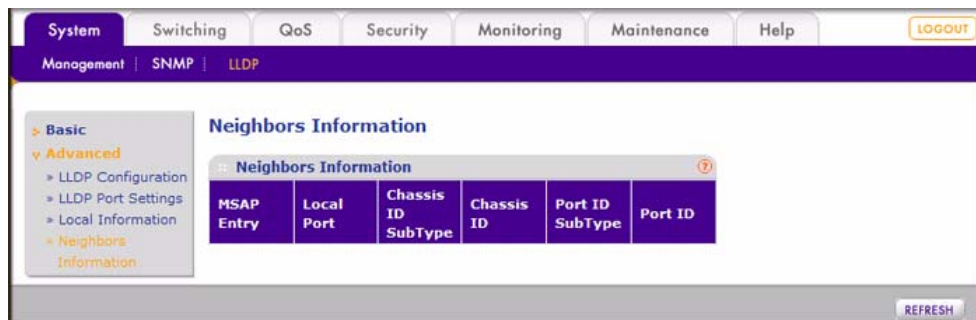 System Switching QoS Security Monitoring Maintenance Help LOGOUT
Management SNMP LLDP
Basic
Advanced
» LLDP Configuration
» LLDP Port Settings
» Local Information
» Neighbors
Information
Neighbors Information
Neighbors Information ?
MSAP Entry Local Port Chassis ID SubType Chassis ID Port ID SubType Port ID
REFRESH